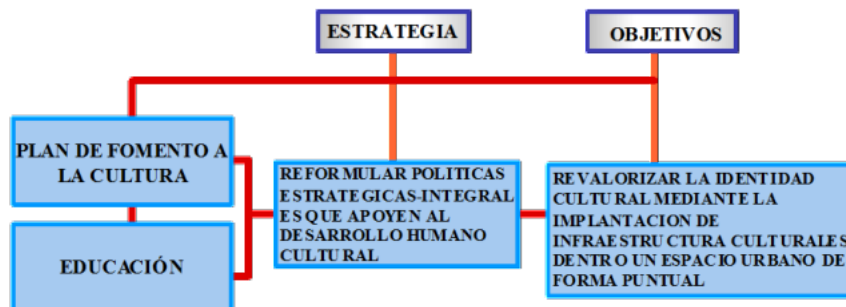 ESTRATEGIA
OBJETIVOS
PLAN DE FOMENTO A
LA CULTURA
EDUCACIÓN
REFORMULAR POLITICAS
ESTRATEGICAS-INTEGRAL
ES QUE APOYEN AL
DESARROLLO HUMANO
CULTURAL
REVALORIZAR LA IDENTIDAD
CULTURAL MEDIANTE LA
IMPLANTACION DE
INFRAESTRUCTURA CULTURALES
DENTRO UN ESPACIO URBANO DE
FORMA PUNTUAL